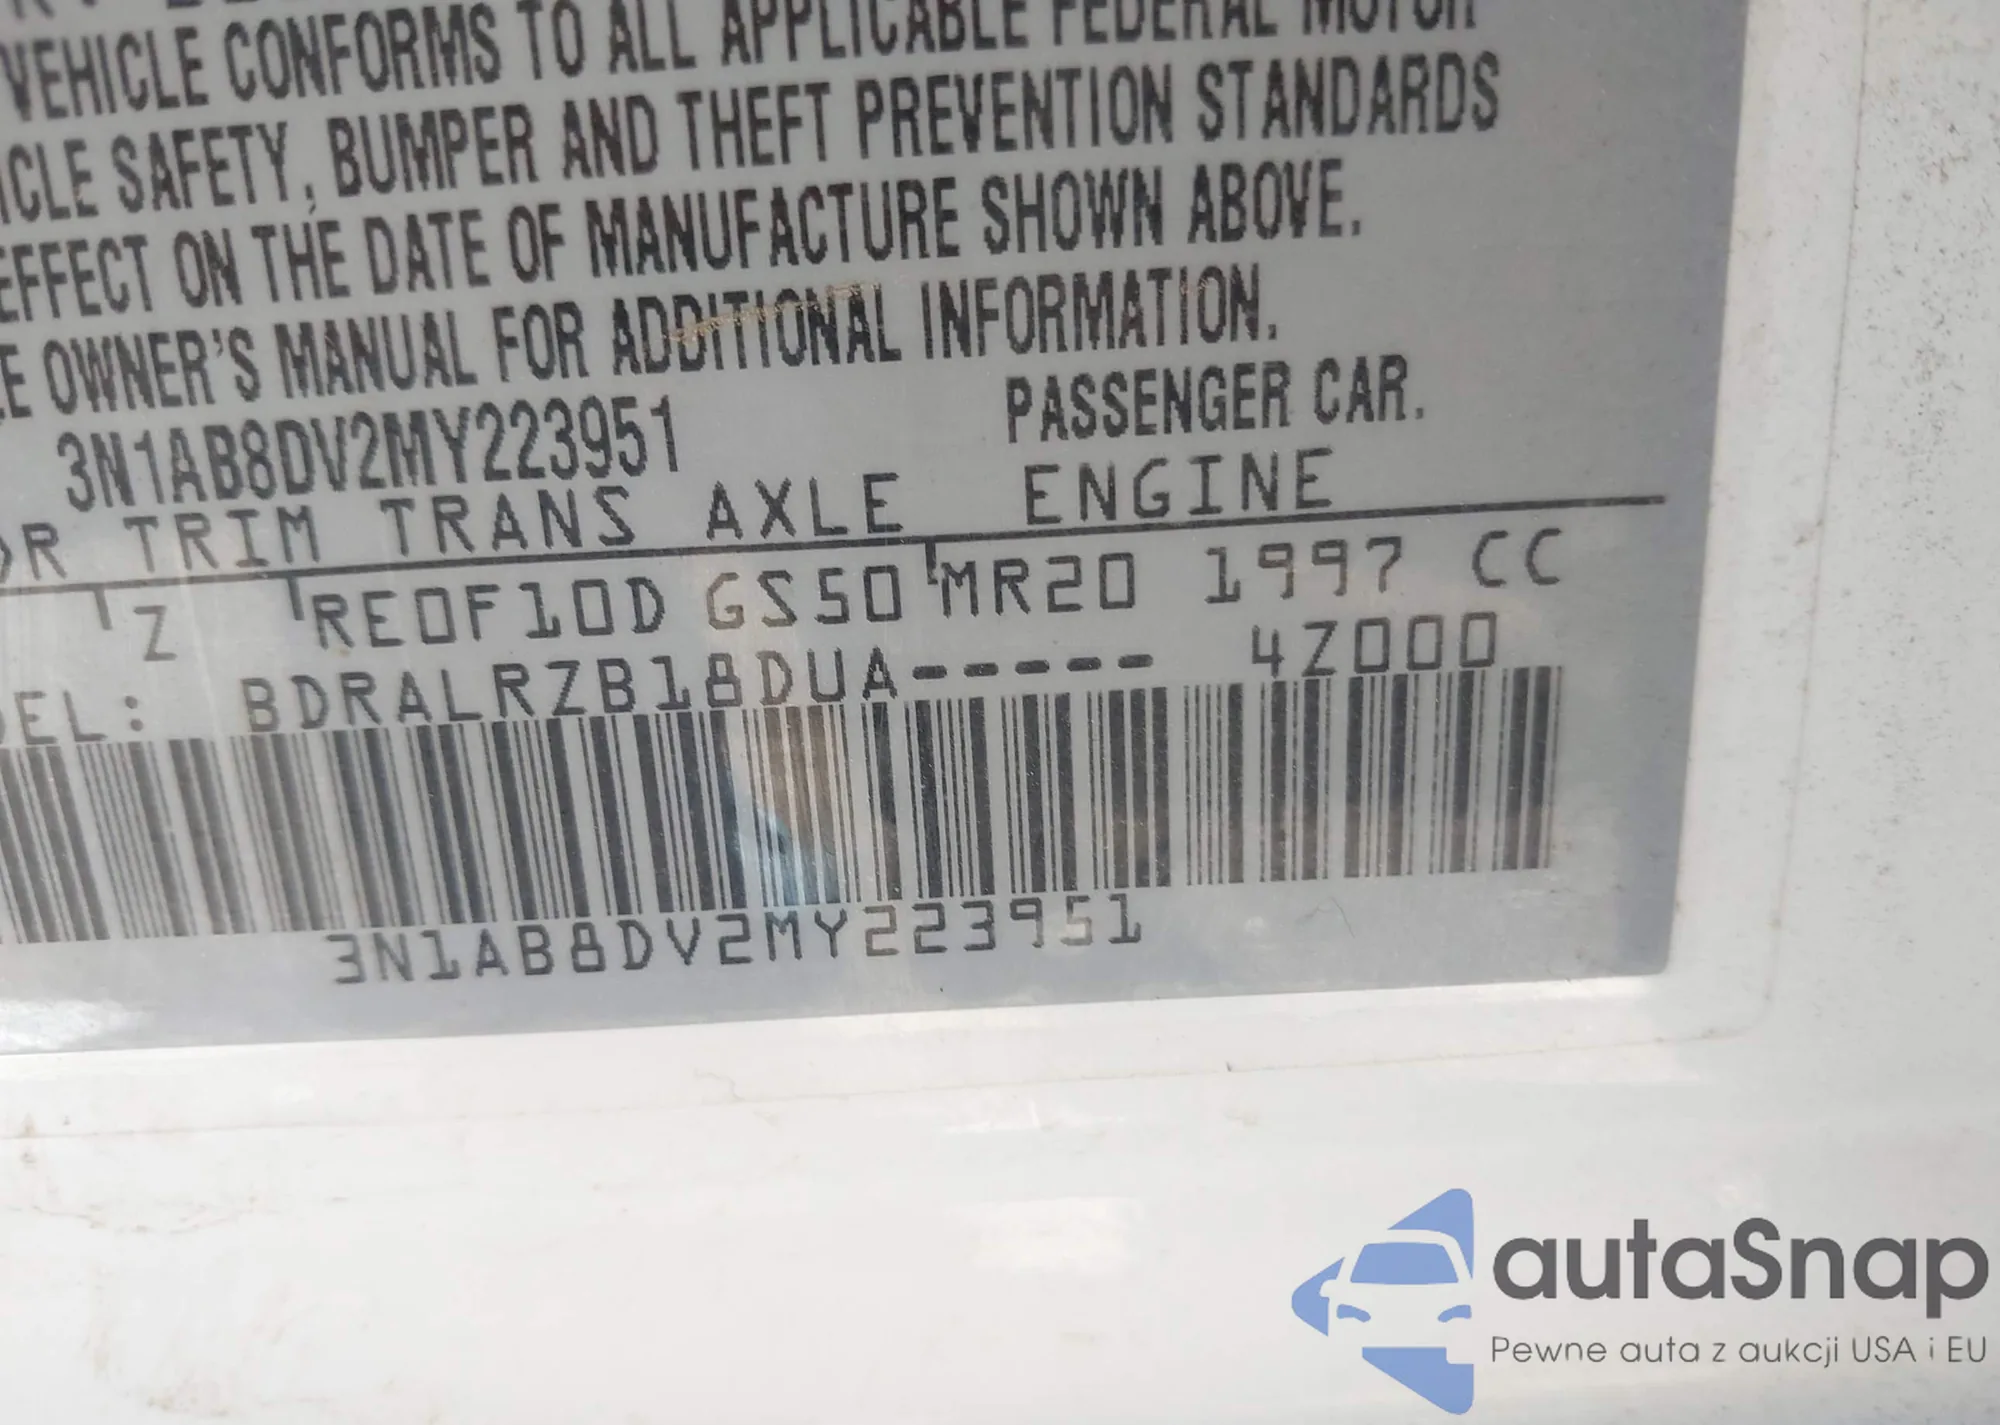 VEHICLE CONFORMS TO ALL APPLICABLE FEDERAL MOTOR
ICLE SAFETY, BUMPER AND THEFT PREVENTION STANDARDS
EFFECT ON THE DATE OF MANUFACTURE SHOWN ABOVE.
E OWNER'S MANUAL FOR ADDITIONAL INFORMATION.
3N1AB8DV2MY223951 PASSENGER CAR.
OR TRIM TRANS AXLE ENGINE
Z RE0F10D GS50 MR20 1997 CC
DEL: BDRALRZB18DUA----- 4Z000
3N1AB8DV2MY223951
autaSnap
Pewne auta z aukcji USA i EU